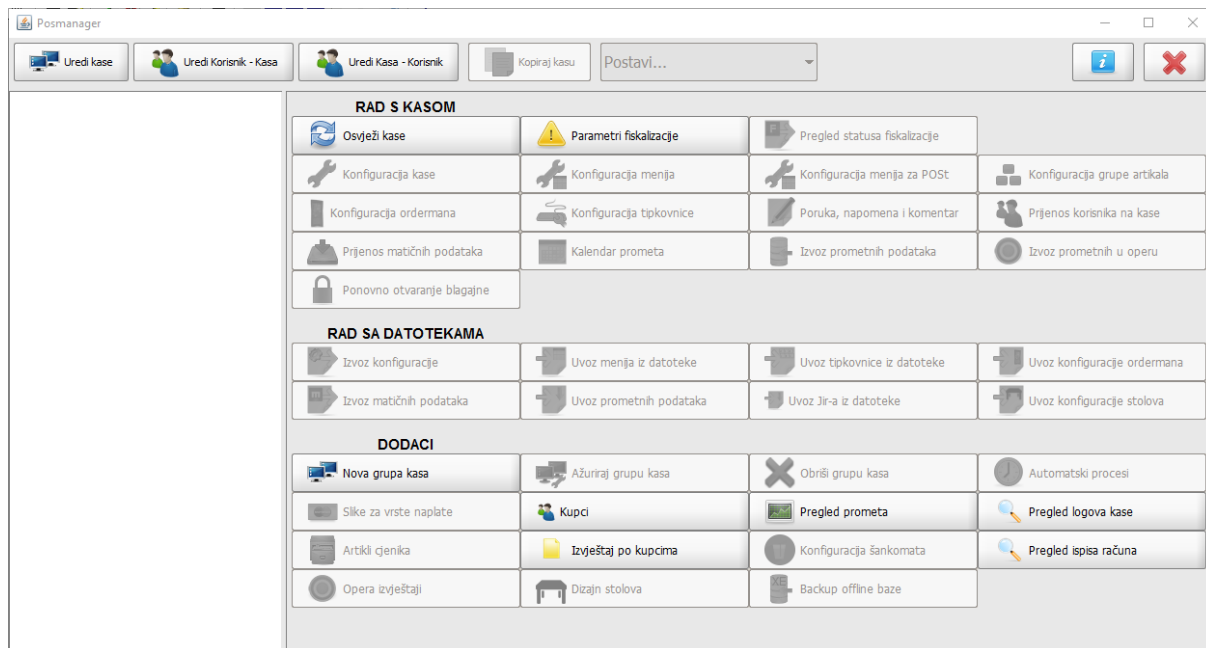 Posmanager
Uredi kase
Uredi Korisnik - Kasa
Uredi Kasa - Korisnik
Kopiraj kasu
Postavi...
RAD S KASOM
Osvježi kase
Parametri fiskalizacije
Pregled statusa fiskalizacije
Konfiguracija kase
Konfiguracija menija
Konfiguracija menija za POSt
Konfiguracija grupe artikala
Konfiguracija ordermana
Konfiguracija tipkovnice
Poruka, napomena i komentar
Prijenos korisnika na kase
Prijenos matičnih podataka
Kalendar prometa
Izvoz prometnih podataka
Izvoz prometnih u operu
Ponovno otvaranje blagajne
RAD SA DATOTEKAMA
Izvoz konfiguracije
Uvoz menija iz datoteke
Uvoz tipkovnice iz datoteke
Uvoz konfiguracije ordermana
Izvoz matičnih podataka
Uvoz prometnih podataka
Uvoz Jir-a iz datoteke
Uvoz konfiguracije stolova
DODACI
Nova grupa kasa
Ažuriraj grupu kasa
Obriši grupu kasa
Automatski procesi
Slike za vrste naplate
Kupci
Pregled prometa
Pregled logova kase
Artikli cjenika
Izvještaj po kupcima
Konfiguracija šankomata
Pregled ispisa računa
Opera izvještaji
Dizajn stolova
Backup offline baze